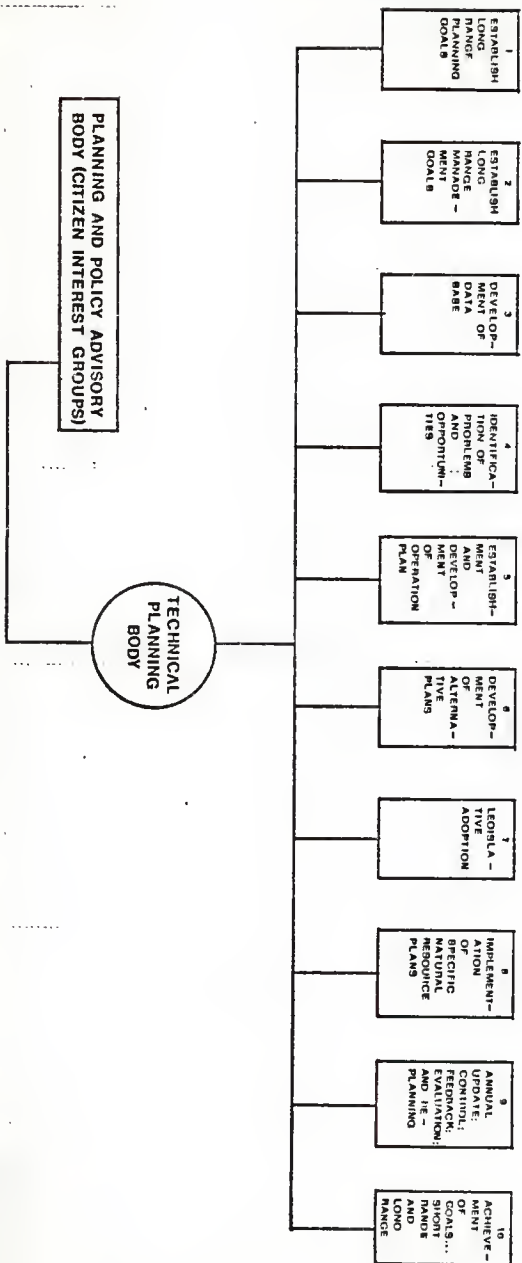 1
ESTABLISH
LONG
RANGE
PLANNING
GOALS
2
ESTABLISH
LONG
RANGE
MANADE –
MENT
GOALS
3
DEVELOP–
MENT OF
DATA
BASE
4
IDENTIFICA–
TION OF
PROBLEMS
AND
OPPORTUNI–
TIES
5
ESTABLISH–
MENT
AND
DEVELOP –
MENT
OF
OPERATION
PLAN
6
DEVELOP–
MENT
OF
ALTERNA–
TIVE
PLANS
7
LEGISLA –
TIVE
ADOPTION
8
IMPLEMENT–
ATION
OF
SPECIFIC
NATURAL
RESOURCE
PLANS
9
ANNUAL
UPDATE;
CONTROL;
FEEDBACK;
EVALUATION;
AND RE –
PLANNING
10
ACHIEVE –
MENT
OF
GOALS...
SHORT
RANGE
AND
LONG
RANGE
TECHNICAL
PLANNING
BODY
PLANNING AND POLICY ADVISORY
BODY (CITIZEN INTEREST GROUPS)